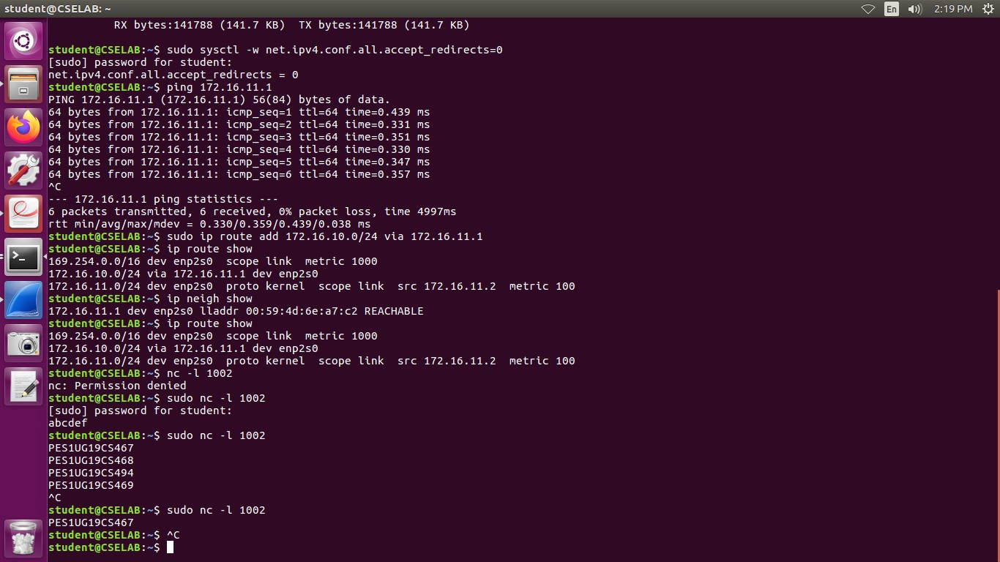 student@CSELAB: ~
En
2:19 PM
RX bytes:141788 (141.7 KB)  TX bytes:141788 (141.7 KB)
student@CSELAB:~$ sudo sysctl -w net.ipv4.conf.all.accept_redirects=0
[sudo] password for student:
net.ipv4.conf.all.accept_redirects = 0
student@CSELAB:~$ ping 172.16.11.1
PING 172.16.11.1 (172.16.11.1) 56(84) bytes of data.
64 bytes from 172.16.11.1: icmp_seq=1 ttl=64 time=0.439 ms
64 bytes from 172.16.11.1: icmp_seq=2 ttl=64 time=0.331 ms
64 bytes from 172.16.11.1: icmp_seq=3 ttl=64 time=0.351 ms
64 bytes from 172.16.11.1: icmp_seq=4 ttl=64 time=0.330 ms
64 bytes from 172.16.11.1: icmp_seq=5 ttl=64 time=0.347 ms
64 bytes from 172.16.11.1: icmp_seq=6 ttl=64 time=0.357 ms
^C
--- 172.16.11.1 ping statistics ---
6 packets transmitted, 6 received, 0% packet loss, time 4997ms
rtt min/avg/max/mdev = 0.330/0.359/0.439/0.038 ms
student@CSELAB:~$ sudo ip route add 172.16.10.0/24 via 172.16.11.1
student@CSELAB:~$ ip route show
169.254.0.0/16 dev enp2s0  scope link  metric 1000
172.16.10.0/24 via 172.16.11.1 dev enp2s0
172.16.11.0/24 dev enp2s0  proto kernel  scope link  src 172.16.11.2  metric 100
student@CSELAB:~$ ip neigh show
172.16.11.1 dev enp2s0 lladdr 00:59:4d:6e:a7:c2 REACHABLE
student@CSELAB:~$ ip route show
169.254.0.0/16 dev enp2s0  scope link  metric 1000
172.16.10.0/24 via 172.16.11.1 dev enp2s0
172.16.11.0/24 dev enp2s0  proto kernel  scope link  src 172.16.11.2  metric 100
student@CSELAB:~$ nc -l 1002
nc: Permission denied
student@CSELAB:~$ sudo nc -l 1002
[sudo] password for student:
abcdef
student@CSELAB:~$ sudo nc -l 1002
PES1UG19CS467
PES1UG19CS468
PES1UG19CS494
PES1UG19CS469
^C
student@CSELAB:~$ sudo nc -l 1002
PES1UG19CS467
student@CSELAB:~$ ^C
student@CSELAB:~$